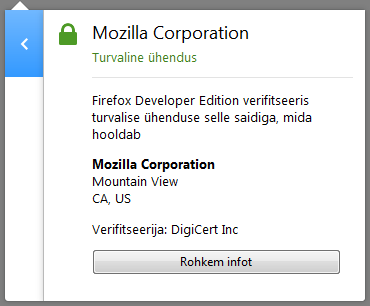 Mozilla Corporation
Turvaline ühendus
Firefox Developer Edition verifitseeris
turvalise ühenduse selle saidiga, mida
hooldab
Mozilla Corporation
Mountain View
CA, US
Verifitseerija: DigiCert Inc
Rohkem infot